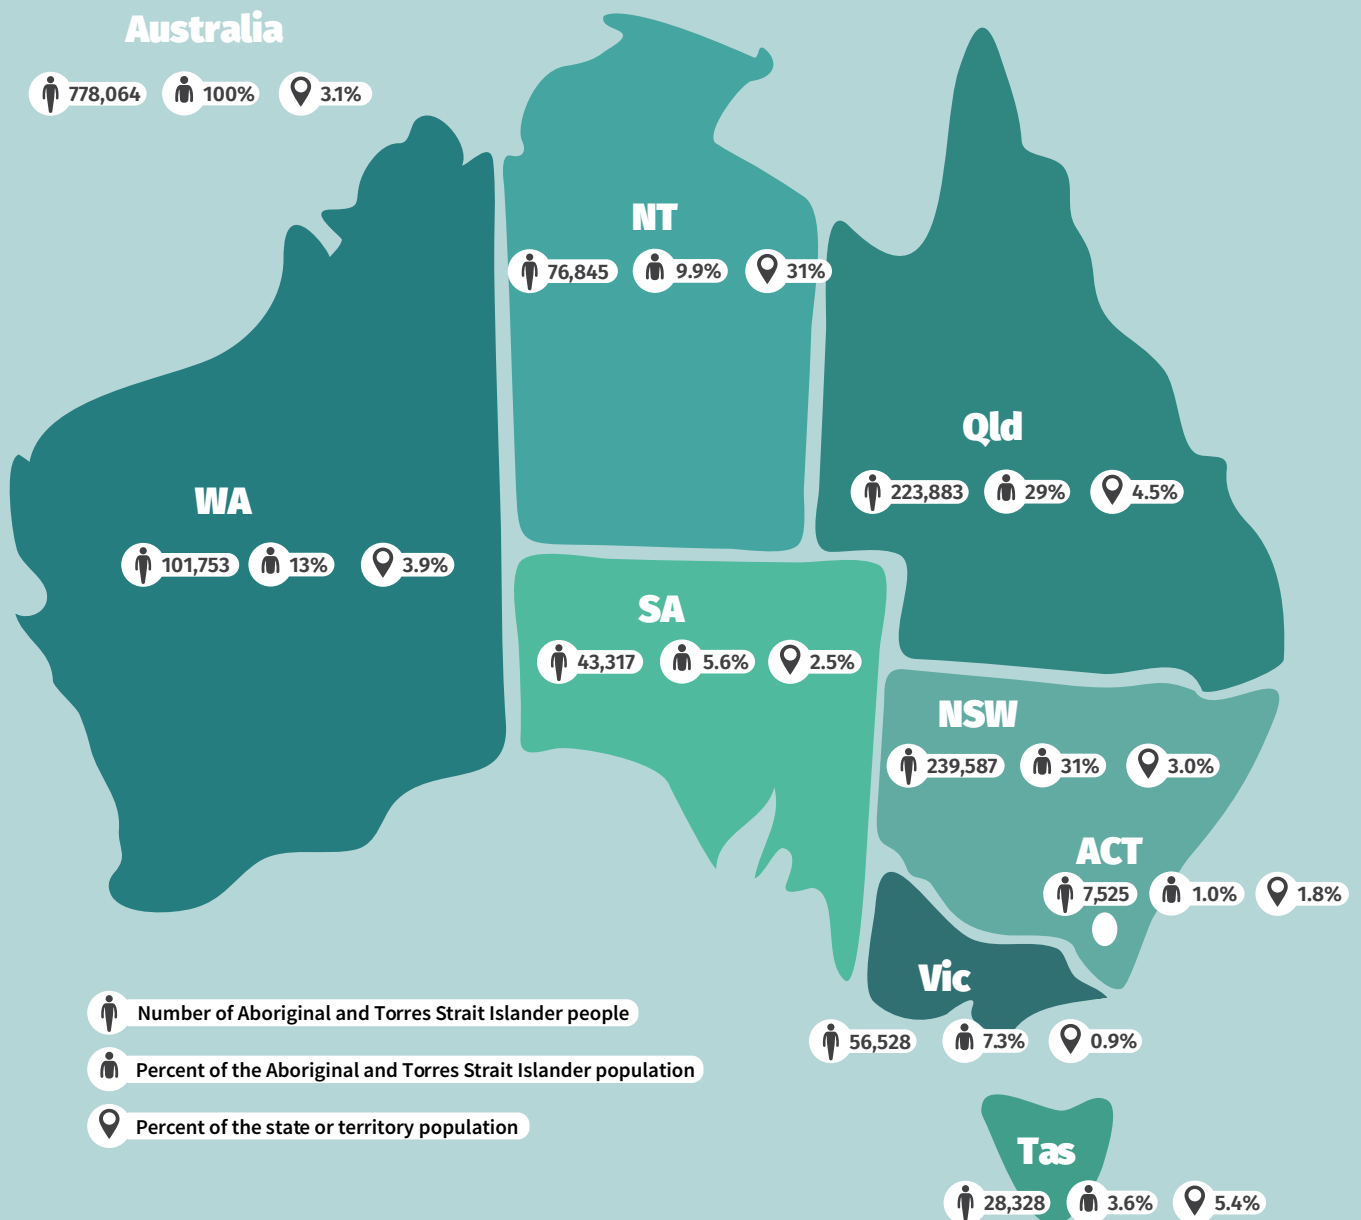 Australia
778,064 100% 3.1%
NT
76,845 9.9% 31%
Qld
223,883 29% 4.5%
WA
101,753 13% 3.9%
SA
43,317 5.6% 2.5%
NSW
239,587 31% 3.0%
ACT
7,525 1.0% 1.8%
Vic
56,528 7.3% 0.9%
Number of Aboriginal and Torres Strait Islander people
Percent of the Aboriginal and Torres Strait Islander population
Percent of the state or territory population
Tas
28,328 3.6% 5.4%